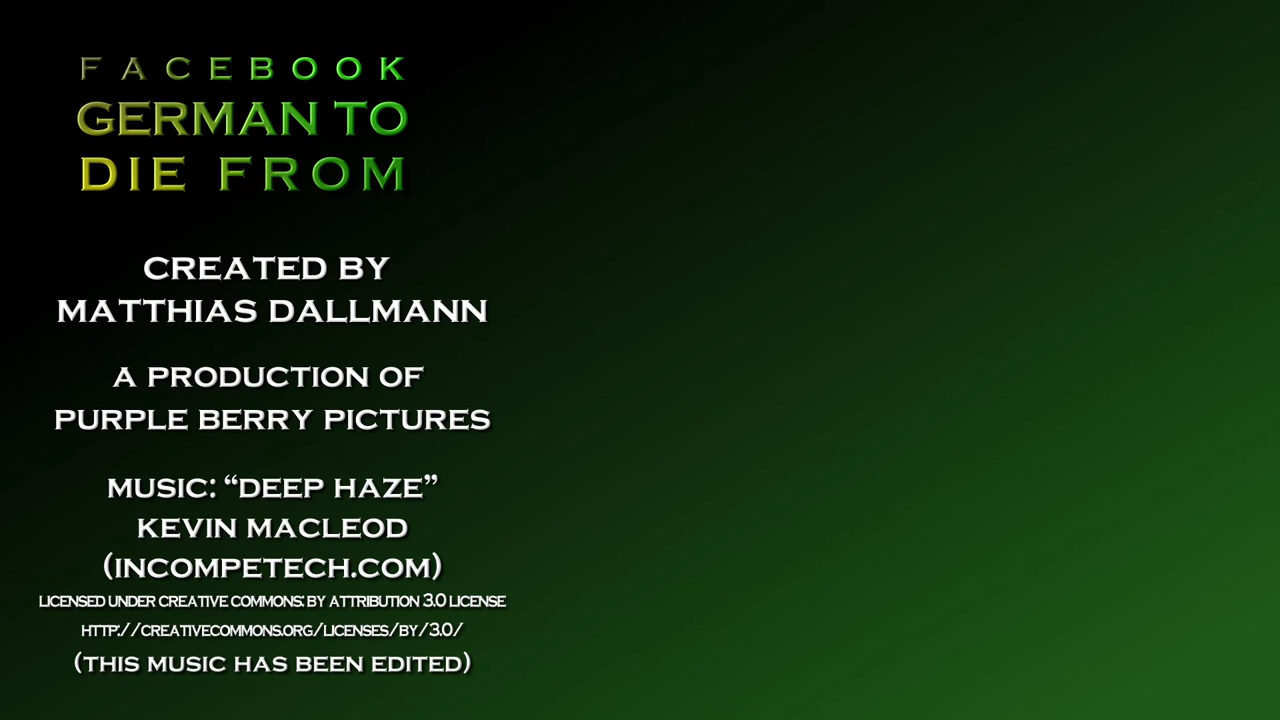 FACEBOOK
GERMAN TO
DIE FROM
CREATED BY
MATTHIAS DALLMANN
A PRODUCTION OF
PURPLE BERRY PICTURES
MUSIC: “DEEP HAZE”
KEVIN MACLEOD
(INCOMPETECH.COM)
LICENSED UNDER CREATIVE COMMONS: BY ATTRIBUTION 3.0 LICENSE
HTTP://CREATIVECOMMONS.ORG/LICENSES/BY/3.0/
(THIS MUSIC HAS BEEN EDITED)